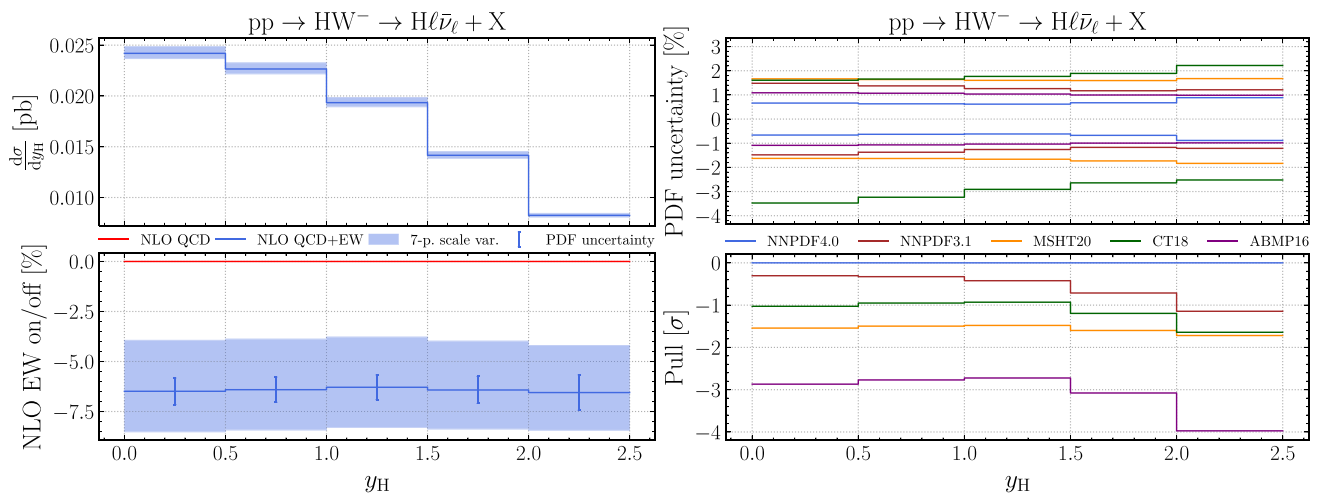 pp → HW⁻ → Hℓν̄ℓ + X
dσ/dyH [pb]
0.025
0.020
0.015
0.010
NLO QCD NLO QCD+EW 7-p. scale var. PDF uncertainty
NLO EW on/off [%]
0.0
−2.5
−5.0
−7.5
0.0 0.5 1.0 1.5 2.0 2.5
yH
pp → HW⁻ → Hℓν̄ℓ + X
PDF uncertainty [%]
3
2
1
0
−1
−2
−3
−4
NNPDF4.0 NNPDF3.1 MSHT20 CT18 ABMP16
Pull [σ]
0
−1
−2
−3
−4
0.0 0.5 1.0 1.5 2.0 2.5
yH